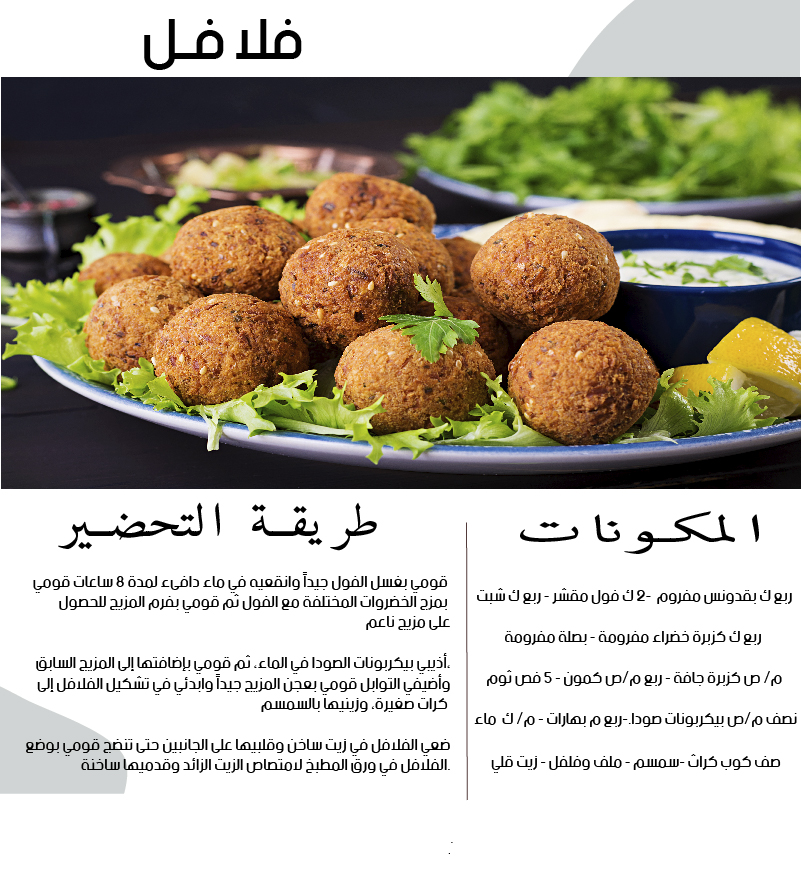 فلافل
المكونات
ربع ك بقدونس مفروم -2 ك فول مقشر - ربع ك شبت
ربع ك كزبرة خضراء مفرومة - بصلة مفرومة
م/ ص كزبرة جافة - ربع م/ص كمون - 5 فص ثوم
نصف م/ص بيكربونات صودا.-ربع م بهارات - م/ ك ماء
صف كوب كراث -سمسم - ملف وفلفل - زيت قلي
طريقة التحضير
قومي بغسل الفول جيداً وانقعيه في ماء دافىء لمدة 8 ساعات قومي
بمزج الخضروات المختلفة مع الفول ثم قومي بفرم المزيج للحصول
على مزيج ناعم
،أذيبي بيكربونات الصودا في الماء، ثم قومي بإضافتها إلى المزيج السابق
وأضيفي التوابل قومي بعجن المزيج جيداً وابدئي في تشكيل الفلافل إلى
كرات صغيرة، وزينيها بالسمسم
ضعي الفلافل في زيت ساخن وقلبيها على الجانبين حتى تنضج قومي بوضع
.الفلافل في ورق المطبخ لامتصاص الزيت الزائد وقدميها ساخنة